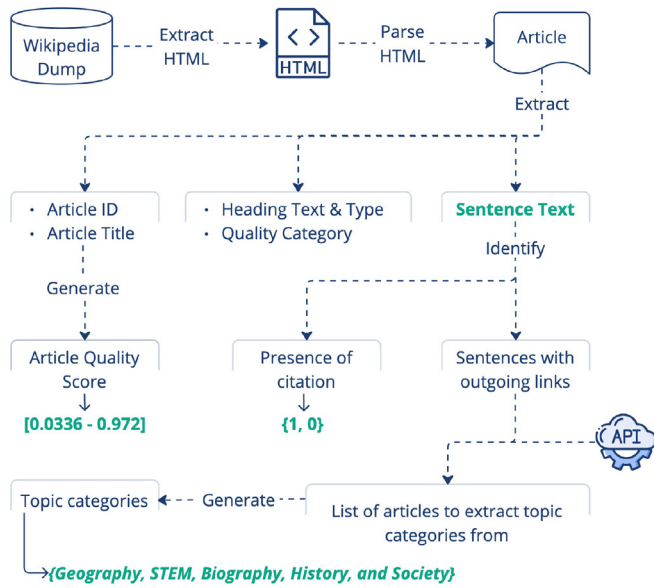 Wikipedia
Dump
Extract
HTML
< >
HTML
Parse
HTML
Article
Extract
• Article ID
• Article Title
• Heading Text & Type
• Quality Category
Sentence Text
Identify
Generate
Article Quality
Score
[0.0336 - 0.972]
Presence of
citation
{1, 0}
Sentences with
outgoing links
API
Topic categories
Generate
List of articles to extract topic
categories from
{Geography, STEM, Biography, History, and Society}